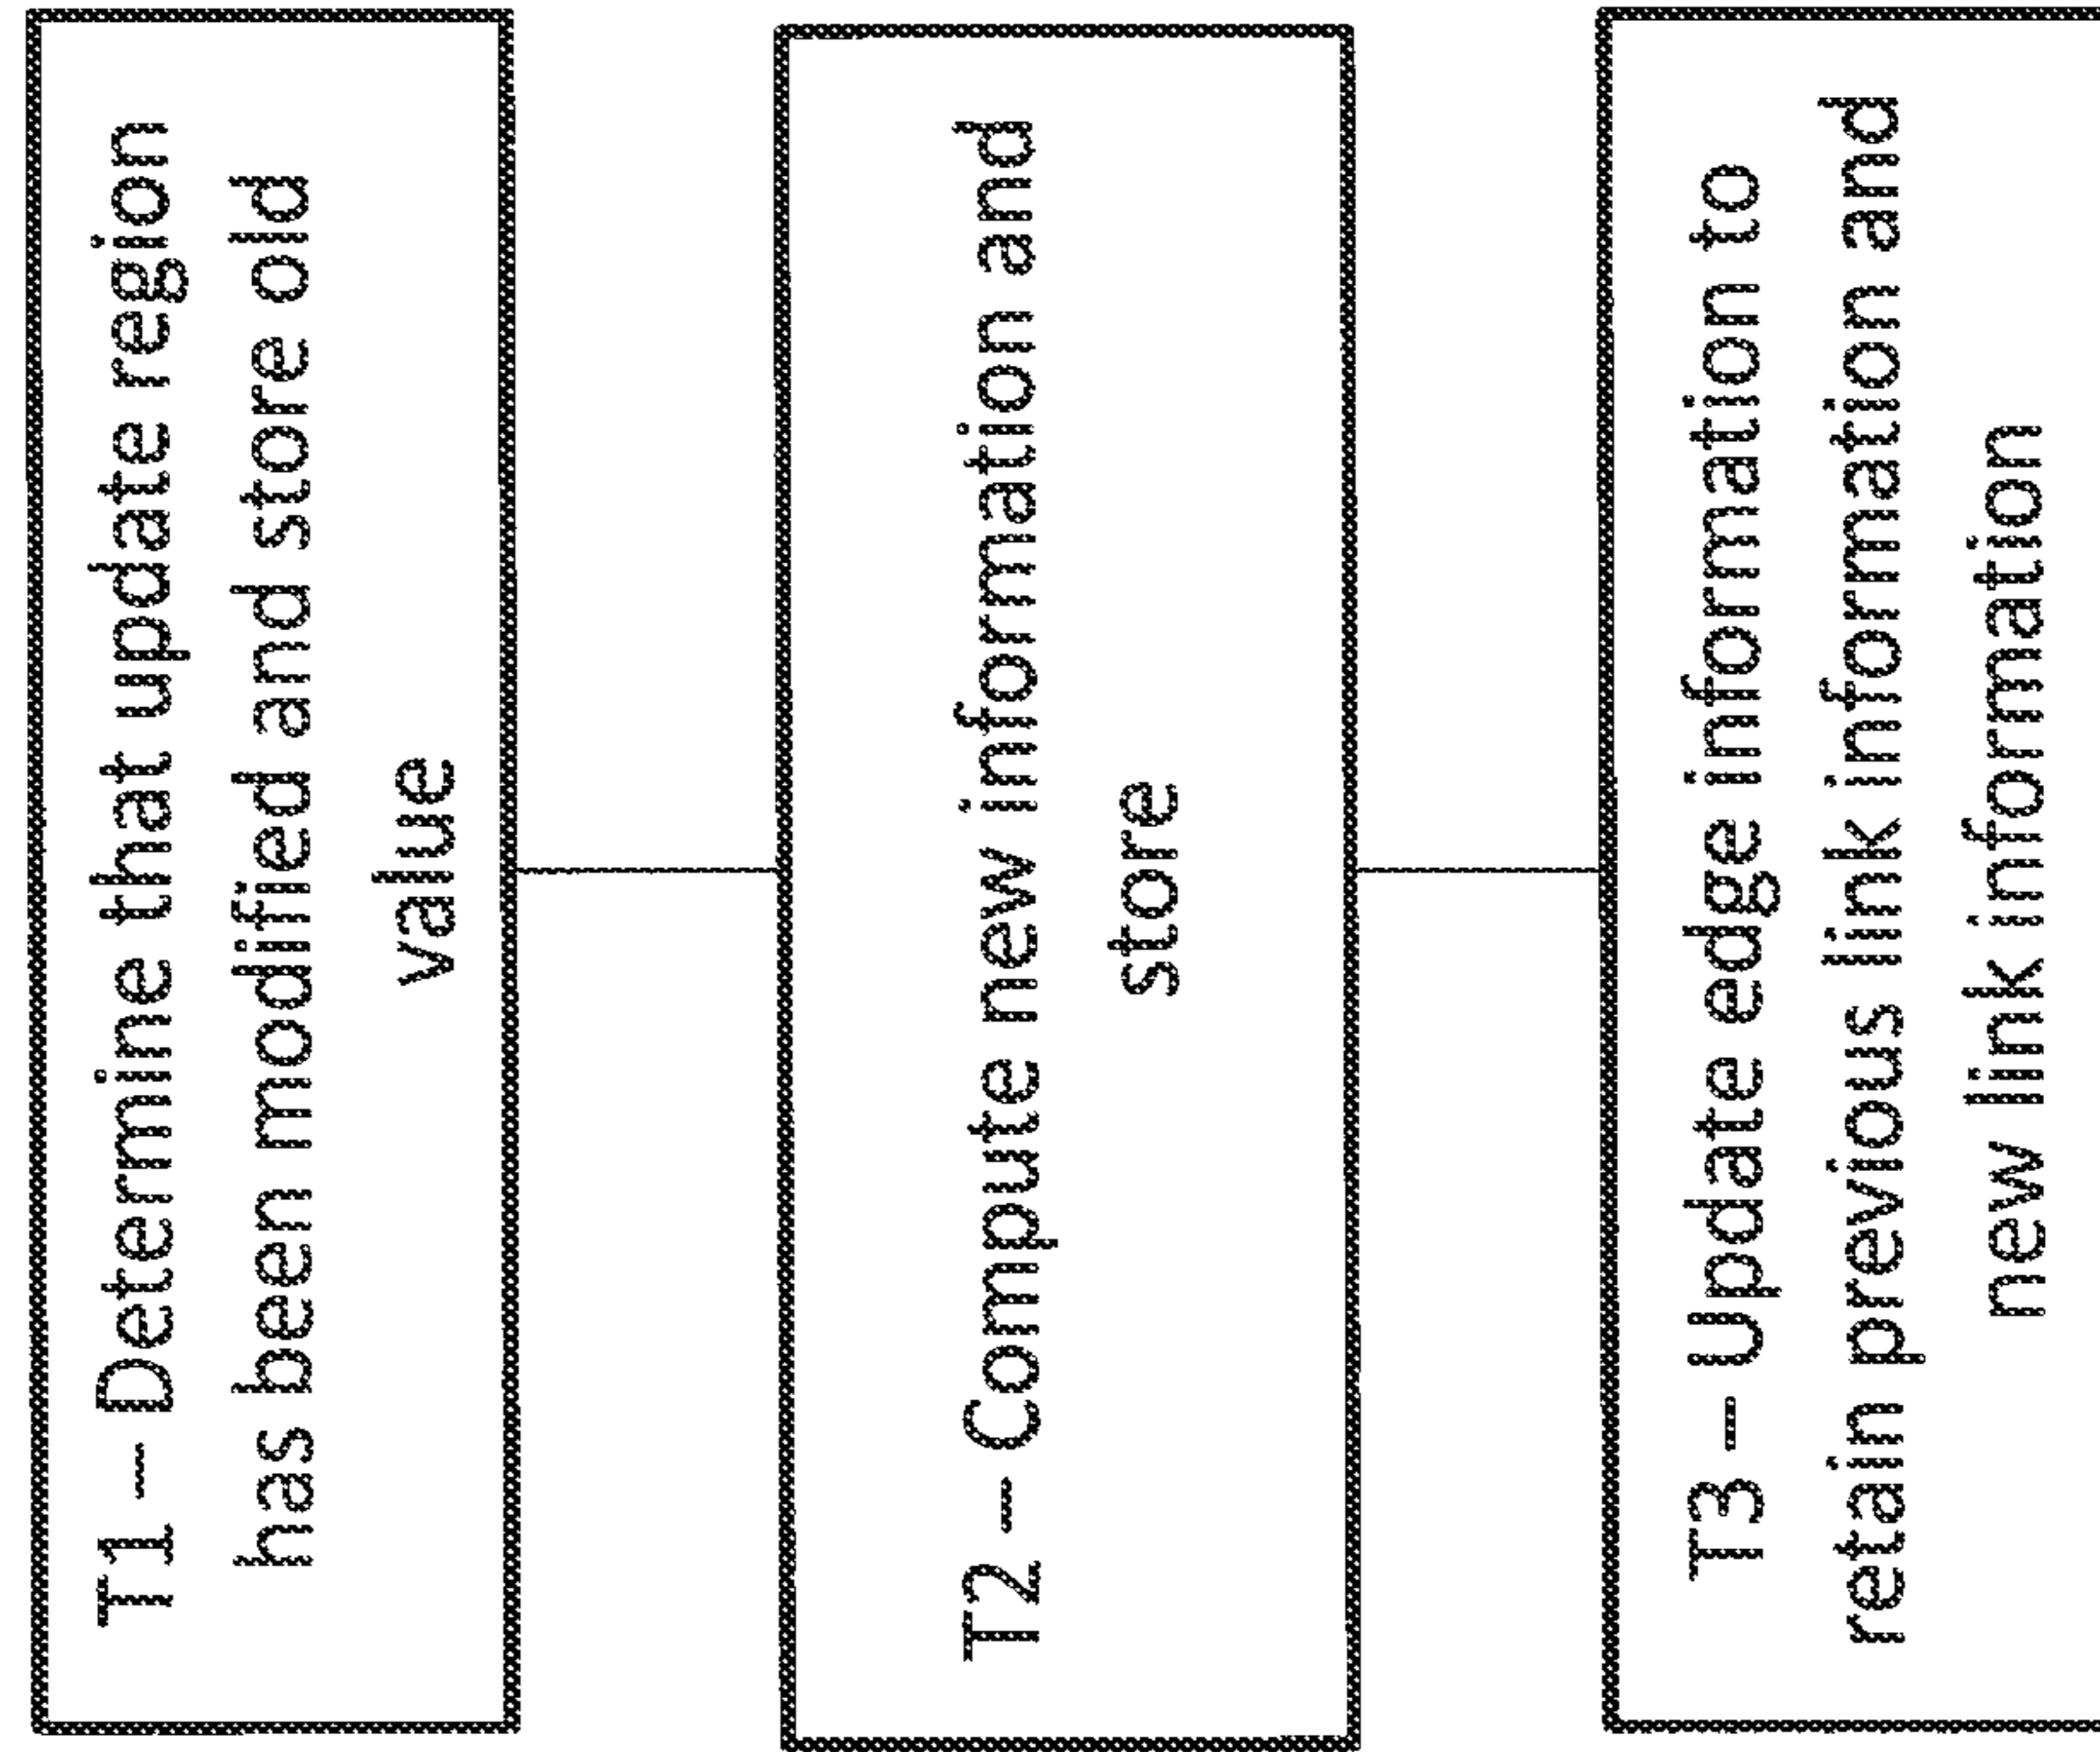 T1 – Determine that update region
has been modified and store old
value
T2 – Compute new information and
store
T3 – Update edge information to
retain previous link information and
new link information